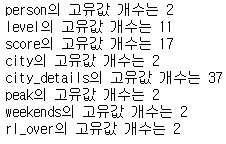 person의 고유값 개수는 2
level의 고유값 개수는 11
score의 고유값 개수는 17
city의 고유값 개수는 2
city_details의 고유값 개수는 37
peak의 고유값 개수는 2
weekends의 고유값 개수는 2
rl_over의 고유값 개수는 2